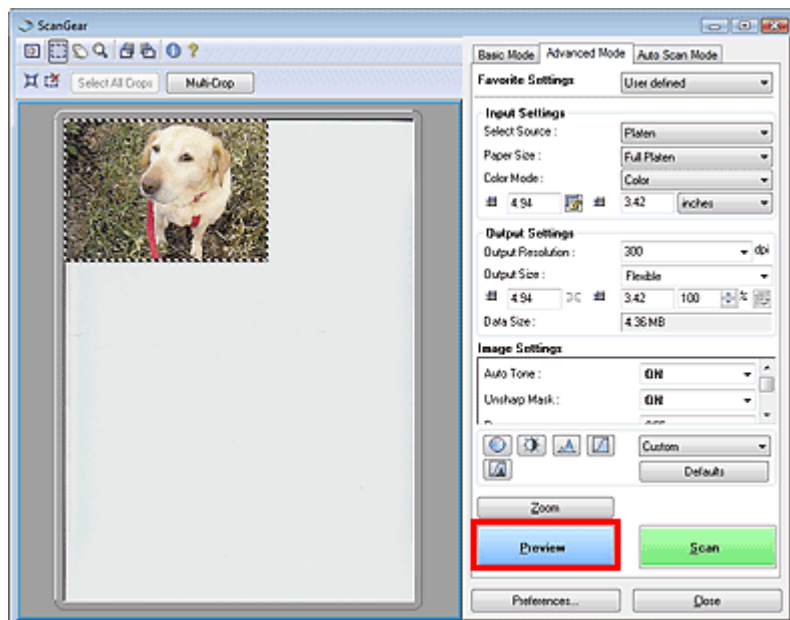 ScanGear
Select All Crops Multi-Crop
Basic Mode Advanced Mode Auto Scan Mode
Favorite Settings User defined
Input Settings
Select Source : Platen
Paper Size : Full Platen
Color Mode : Color
4.94 3.42 inches
Output Settings
Output Resolution : 300 dpi
Output Size : Flexible
4.94 3.42 100 %
Data Size : 4.36 MB
Image Settings
Auto Tone : ON
Unsharp Mask : ON
Custom
Defaults
Zoom
Preview Scan
Preferences... Close